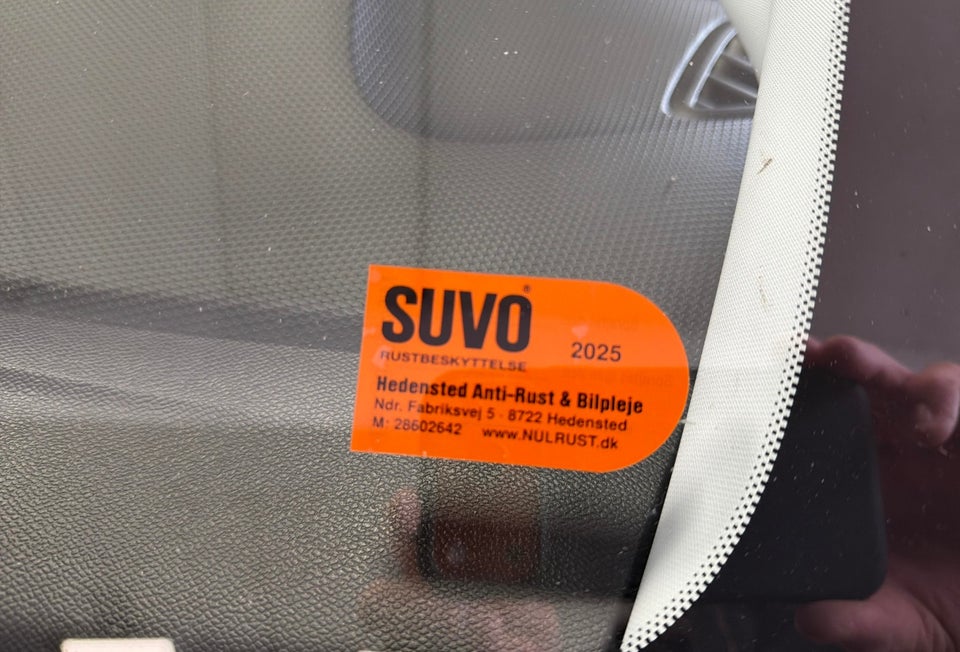 SUVO®
RUSTBESKYTTELSE
2025
Hedensted Anti-Rust & Bilpleje
Ndr. Fabriksvej 5 - 8722 Hedensted
M: 28602642 www.NULRUST.dk